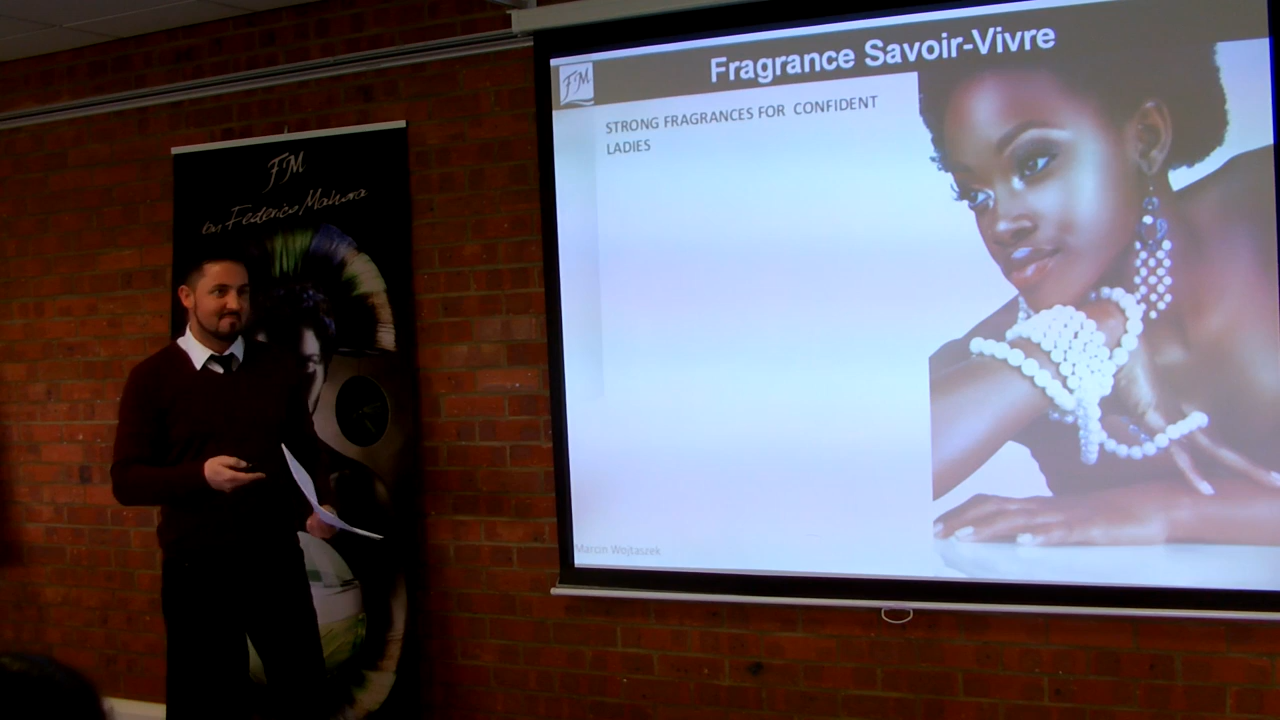 FM
by Federico Mahora
FM
Fragrance Savoir-Vivre
STRONG FRAGRANCES FOR CONFIDENT
LADIES
Marcin Wojtaszek